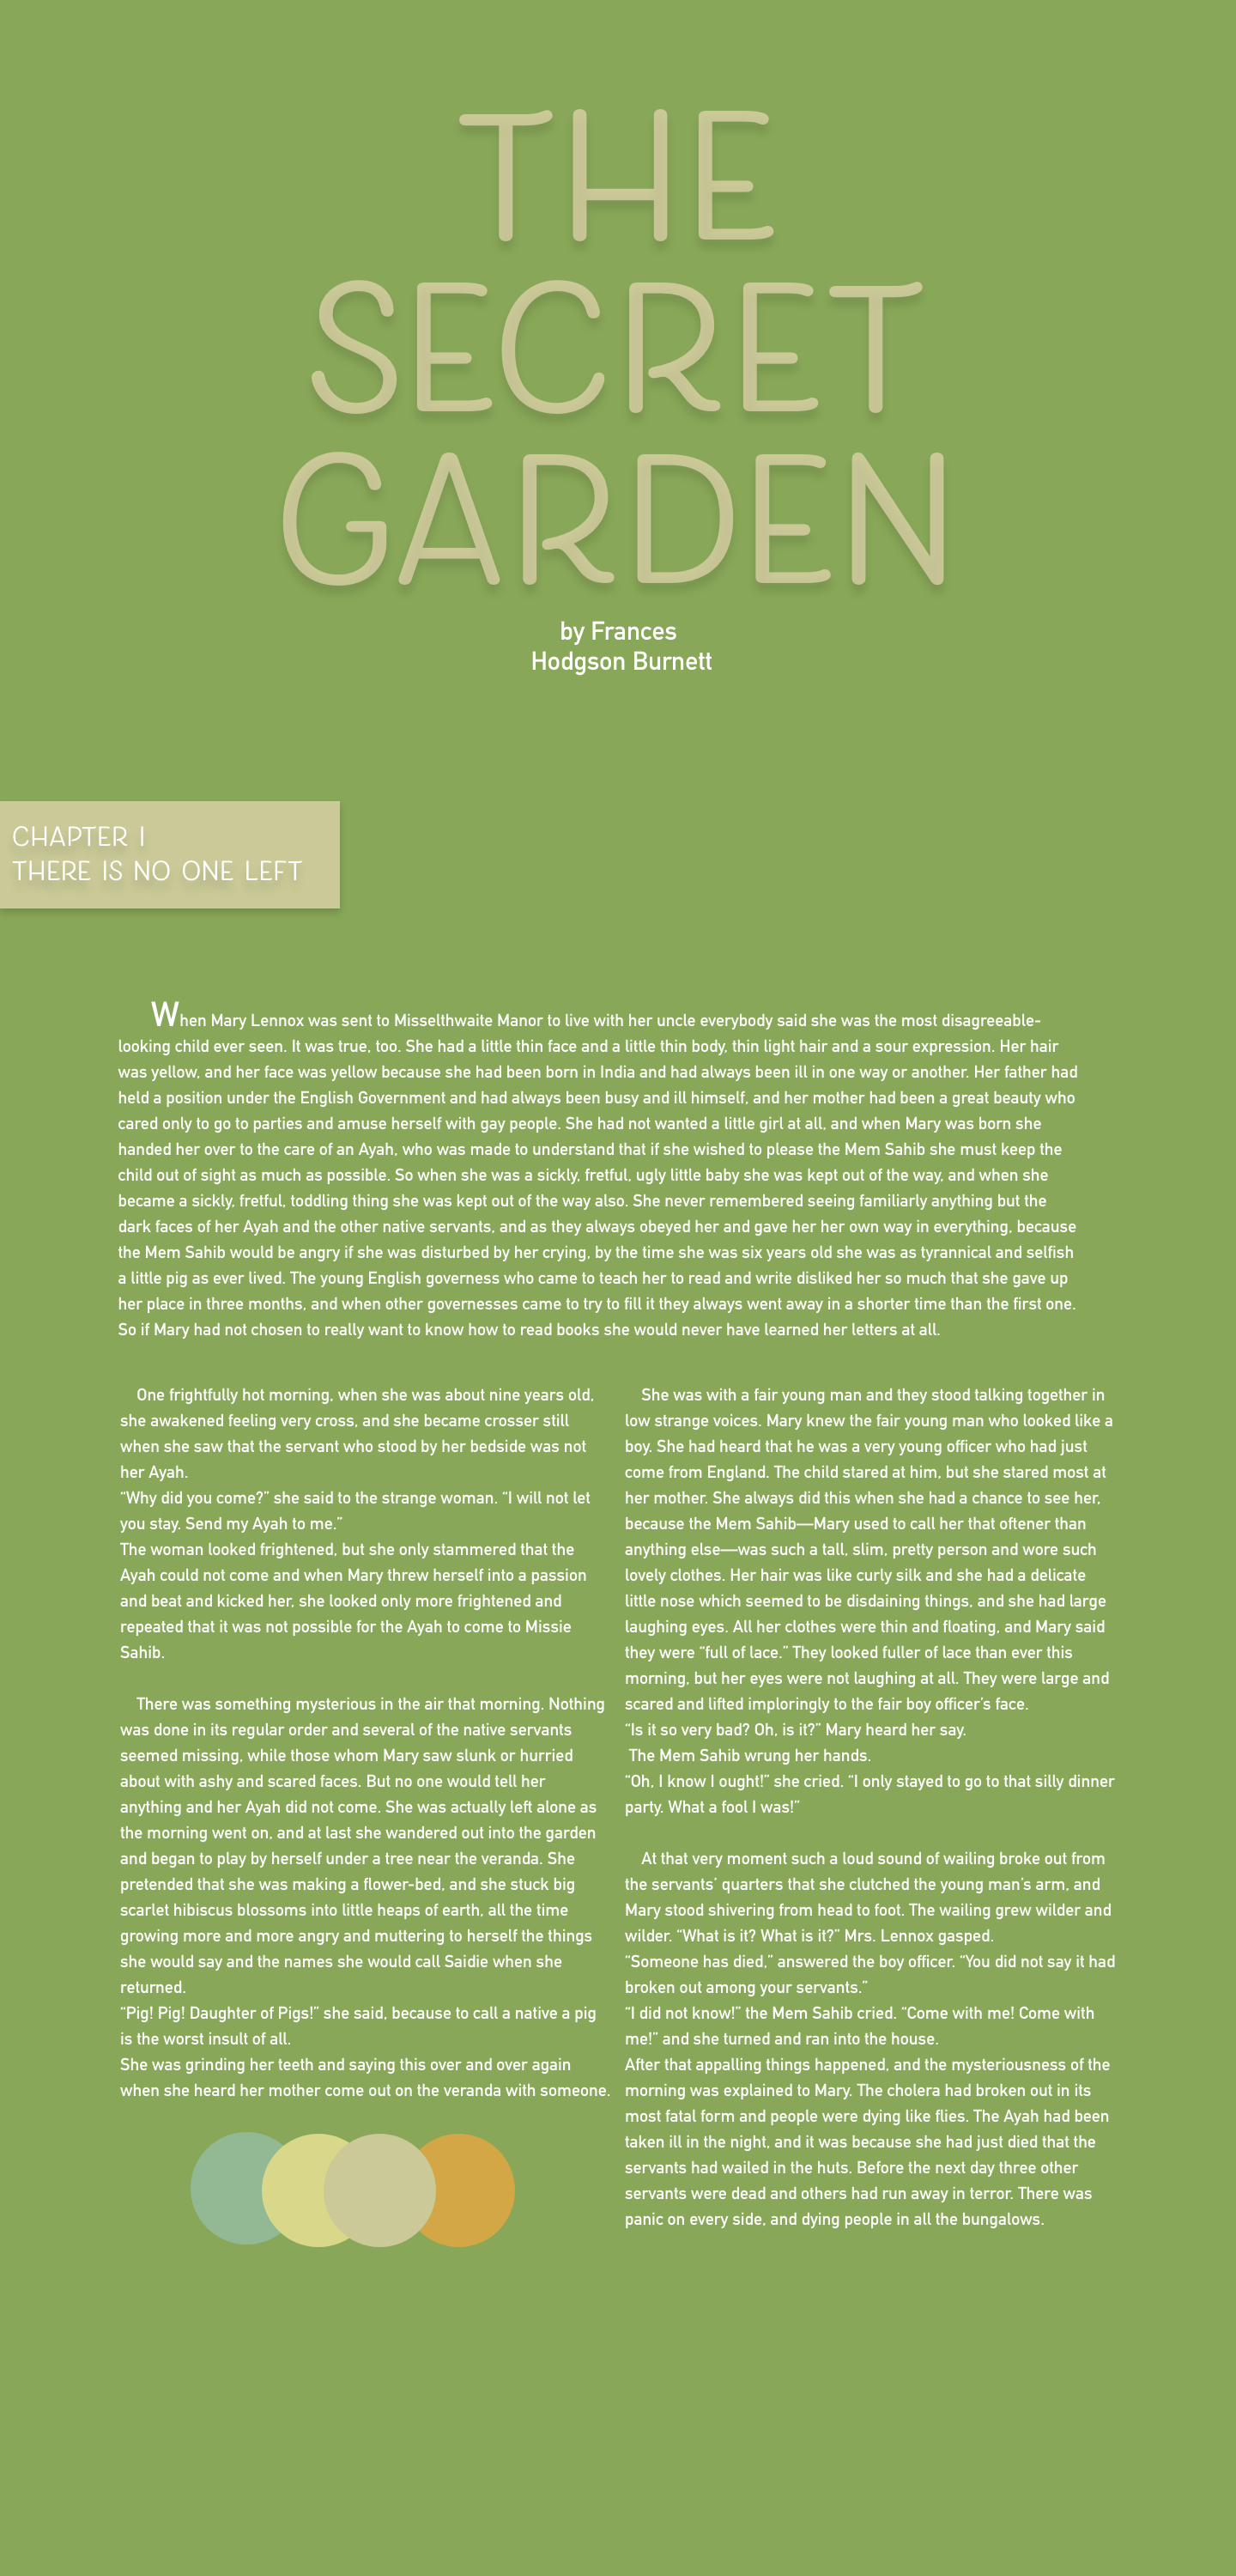 THE
SECRET
GARDEN
by Frances
Hodgson Burnett
CHAPTER I
THERE IS NO ONE LEFT
When Mary Lennox was sent to Misselthwaite Manor to live with her uncle everybody said she was the most disagreeable-
looking child ever seen. It was true, too. She had a little thin face and a little thin body, thin light hair and a sour expression. Her hair
was yellow, and her face was yellow because she had been born in India and had always been ill in one way or another. Her father had
held a position under the English Government and had always been busy and ill himself, and her mother had been a great beauty who
cared only to go to parties and amuse herself with gay people. She had not wanted a little girl at all, and when Mary was born she
handed her over to the care of an Ayah, who was made to understand that if she wished to please the Mem Sahib she must keep the
child out of sight as much as possible. So when she was a sickly, fretful, ugly little baby she was kept out of the way, and when she
became a sickly, fretful, toddling thing she was kept out of the way also. She never remembered seeing familiarly anything but the
dark faces of her Ayah and the other native servants, and as they always obeyed her and gave her her own way in everything, because
the Mem Sahib would be angry if she was disturbed by her crying, by the time she was six years old she was as tyrannical and selfish
a little pig as ever lived. The young English governess who came to teach her to read and write disliked her so much that she gave up
her place in three months, and when other governesses came to try to fill it they always went away in a shorter time than the first one.
So if Mary had not chosen to really want to know how to read books she would never have learned her letters at all.
One frightfully hot morning, when she was about nine years old,
she awakened feeling very cross, and she became crosser still
when she saw that the servant who stood by her bedside was not
her Ayah.
“Why did you come?” she said to the strange woman. “I will not let
you stay. Send my Ayah to me.”
The woman looked frightened, but she only stammered that the
Ayah could not come and when Mary threw herself into a passion
and beat and kicked her, she looked only more frightened and
repeated that it was not possible for the Ayah to come to Missie
Sahib.
There was something mysterious in the air that morning. Nothing
was done in its regular order and several of the native servants
seemed missing, while those whom Mary saw slunk or hurried
about with ashy and scared faces. But no one would tell her
anything and her Ayah did not come. She was actually left alone as
the morning went on, and at last she wandered out into the garden
and began to play by herself under a tree near the veranda. She
pretended that she was making a flower-bed, and she stuck big
scarlet hibiscus blossoms into little heaps of earth, all the time
growing more and more angry and muttering to herself the things
she would say and the names she would call Saidie when she
returned.
“Pig! Pig! Daughter of Pigs!” she said, because to call a native a pig
is the worst insult of all.
She was grinding her teeth and saying this over and over again
when she heard her mother come out on the veranda with someone.
She was with a fair young man and they stood talking together in
low strange voices. Mary knew the fair young man who looked like a
boy. She had heard that he was a very young officer who had just
come from England. The child stared at him, but she stared most at
her mother. She always did this when she had a chance to see her,
because the Mem Sahib—Mary used to call her that oftener than
anything else—was such a tall, slim, pretty person and wore such
lovely clothes. Her hair was like curly silk and she had a delicate
little nose which seemed to be disdaining things, and she had large
laughing eyes. All her clothes were thin and floating, and Mary said
they were “full of lace.” They looked fuller of lace than ever this
morning, but her eyes were not laughing at all. They were large and
scared and lifted imploringly to the fair boy officer’s face.
“Is it so very bad? Oh, is it?” Mary heard her say.
The Mem Sahib wrung her hands.
“Oh, I know I ought!” she cried. “I only stayed to go to that silly dinner
party. What a fool I was!”
At that very moment such a loud sound of wailing broke out from
the servants’ quarters that she clutched the young man’s arm, and
Mary stood shivering from head to foot. The wailing grew wilder and
wilder. “What is it? What is it?” Mrs. Lennox gasped.
“Someone has died,” answered the boy officer. “You did not say it had
broken out among your servants.”
“I did not know!” the Mem Sahib cried. “Come with me! Come with
me!” and she turned and ran into the house.
After that appalling things happened, and the mysteriousness of the
morning was explained to Mary. The cholera had broken out in its
most fatal form and people were dying like flies. The Ayah had been
taken ill in the night, and it was because she had just died that the
servants had wailed in the huts. Before the next day three other
servants were dead and others had run away in terror. There was
panic on every side, and dying people in all the bungalows.